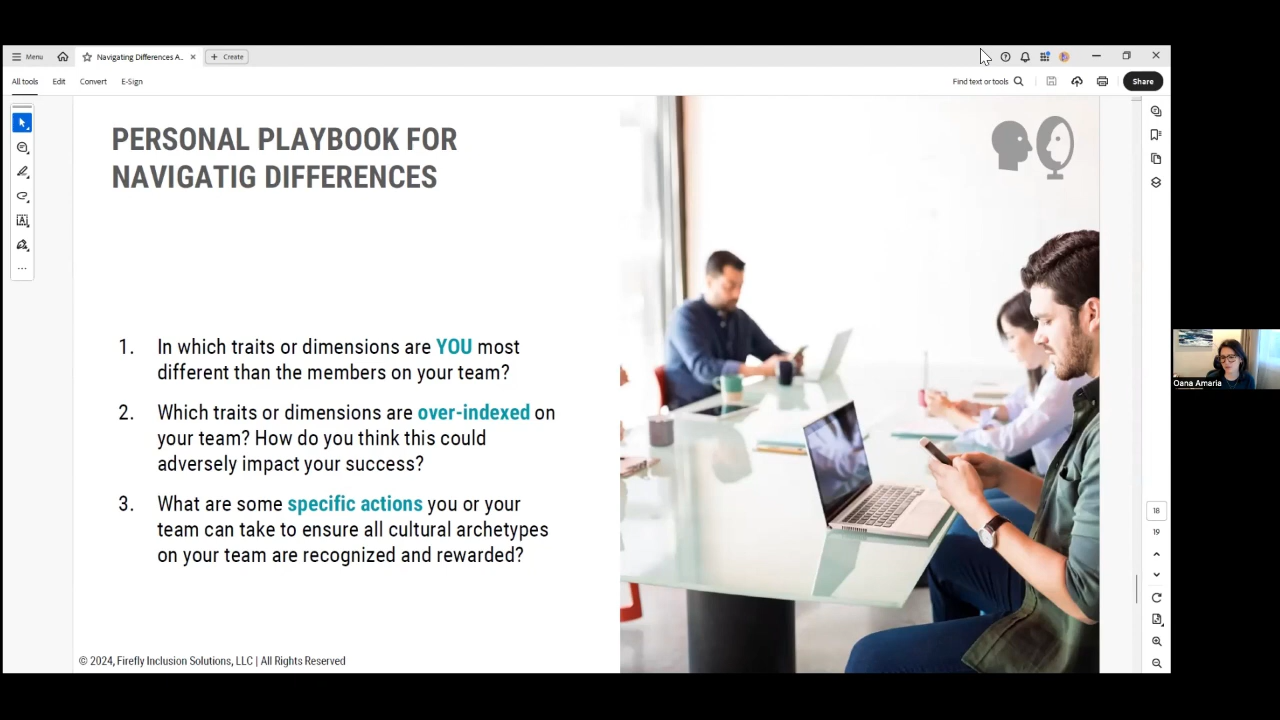 Menu
Navigating Differences A..
Create
All tools
Edit
Convert
E-Sign
Find text or tools
Share
PERSONAL PLAYBOOK FOR
NAVIGATIG DIFFERENCES
1. In which traits or dimensions are YOU most
different than the members on your team?
2. Which traits or dimensions are over-indexed on
your team? How do you think this could
adversely impact your success?
3. What are some specific actions you or your
team can take to ensure all cultural archetypes
on your team are recognized and rewarded?
© 2024, Firefly Inclusion Solutions, LLC | All Rights Reserved
18
19
Oana Amaria